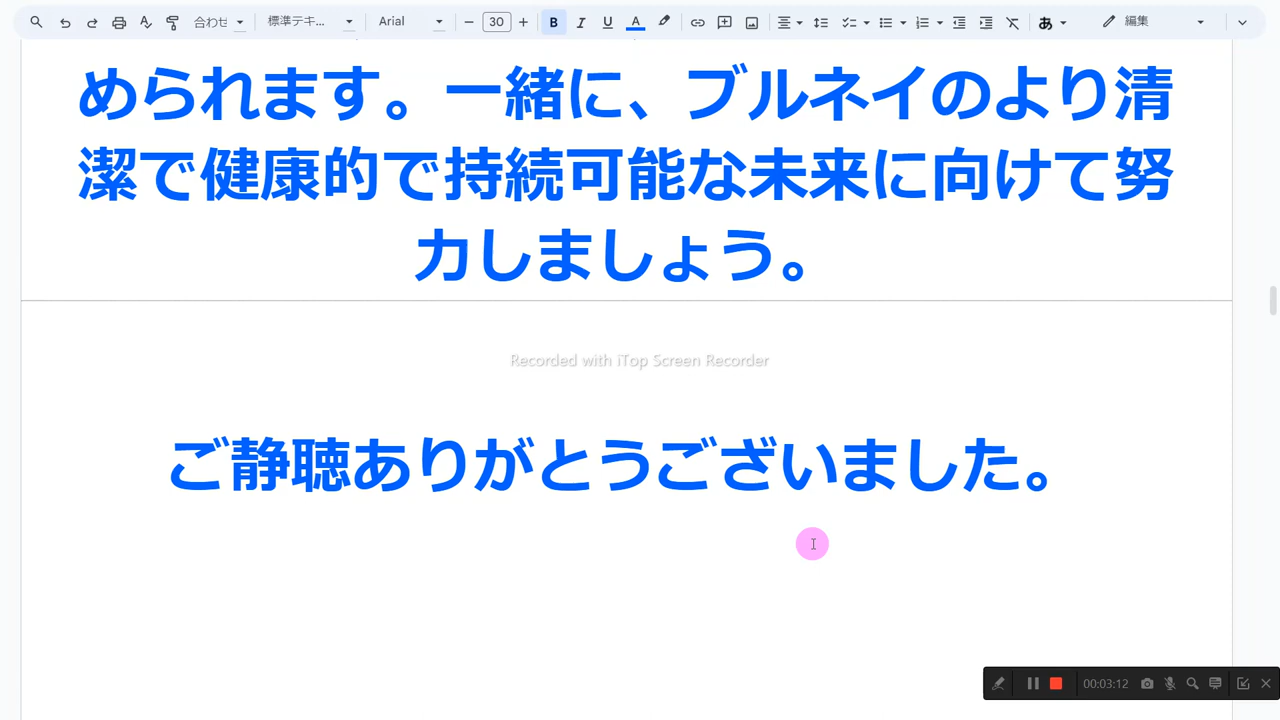 合わせ
標準テキ...
Arial
30
B
I
U
A
あ
編集
められます。一緒に、ブルネイのより清
潔で健康的で持続可能な未来に向けて努
力しましょう。
Recorded with iTop Screen Recorder
ご静聴ありがとうございました。
00:03:12